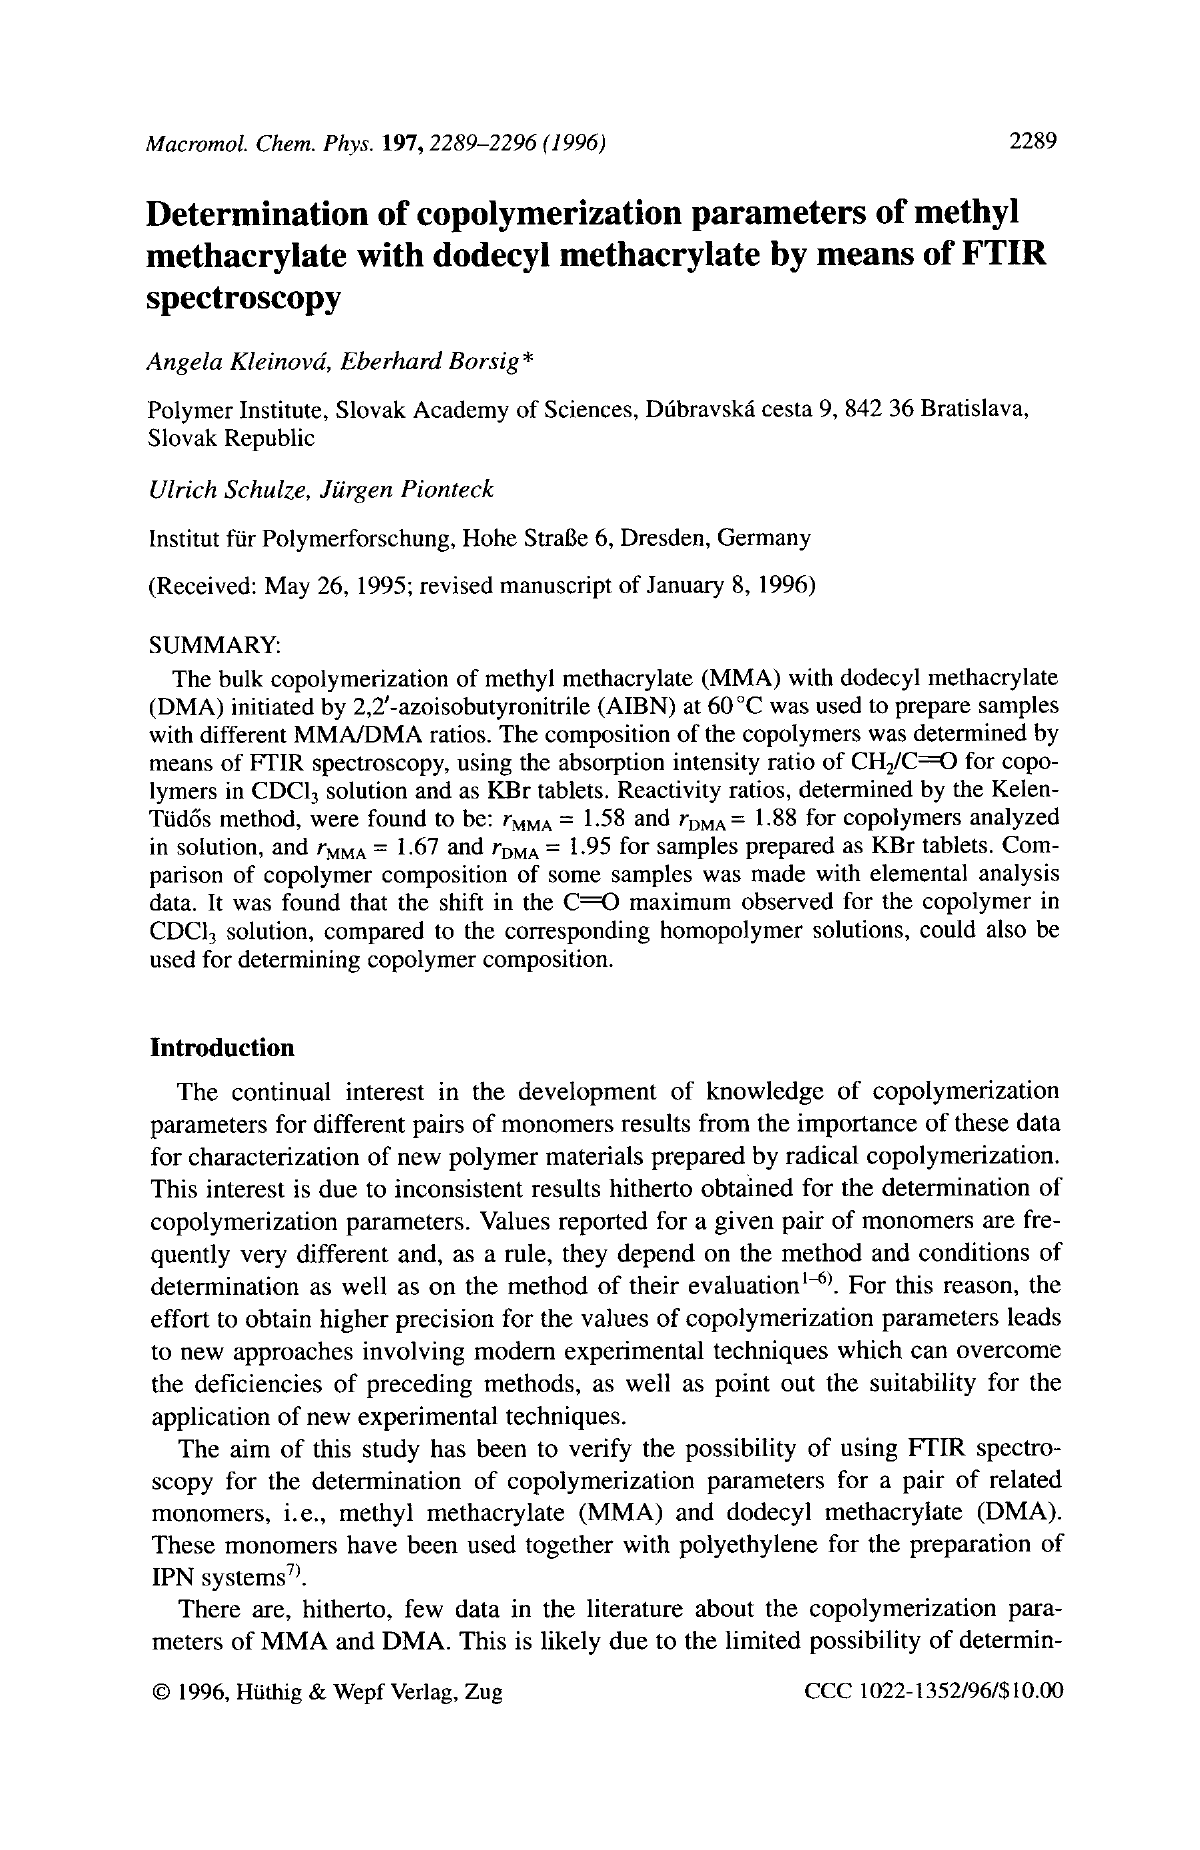 Macromol. Chem. Phys. 197, 2289–2296 (1996) 2289
Determination of copolymerization parameters of methyl
methacrylate with dodecyl methacrylate by means of FTIR
spectroscopy
Angela Kleinová, Eberhard Borsig*
Polymer Institute, Slovak Academy of Sciences, Dúbravská cesta 9, 842 36 Bratislava,
Slovak Republic
Ulrich Schulze, Jürgen Pionteck
Institut für Polymerforschung, Hohe Straße 6, Dresden, Germany
(Received: May 26, 1995; revised manuscript of January 8, 1996)
SUMMARY:
The bulk copolymerization of methyl methacrylate (MMA) with dodecyl methacrylate
(DMA) initiated by 2,2′-azoisobutyronitrile (AIBN) at 60 °C was used to prepare samples
with different MMA/DMA ratios. The composition of the copolymers was determined by
means of FTIR spectroscopy, using the absorption intensity ratio of CH₂/C=O for copo-
lymers in CDCl₃ solution and as KBr tablets. Reactivity ratios, determined by the Kelen-
Tüdős method, were found to be: rMMA = 1.58 and rDMA = 1.88 for copolymers analyzed
in solution, and rMMA = 1.67 and rDMA = 1.95 for samples prepared as KBr tablets. Com-
parison of copolymer composition of some samples was made with elemental analysis
data. It was found that the shift in the C=O maximum observed for the copolymer in
CDCl₃ solution, compared to the corresponding homopolymer solutions, could also be
used for determining copolymer composition.
Introduction
The continual interest in the development of knowledge of copolymerization
parameters for different pairs of monomers results from the importance of these data
for characterization of new polymer materials prepared by radical copolymerization.
This interest is due to inconsistent results hitherto obtained for the determination of
copolymerization parameters. Values reported for a given pair of monomers are fre-
quently very different and, as a rule, they depend on the method and conditions of
determination as well as on the method of their evaluation¹⁻⁶⁾. For this reason, the
effort to obtain higher precision for the values of copolymerization parameters leads
to new approaches involving modern experimental techniques which can overcome
the deficiencies of preceding methods, as well as point out the suitability for the
application of new experimental techniques.
The aim of this study has been to verify the possibility of using FTIR spectro-
scopy for the determination of copolymerization parameters for a pair of related
monomers, i.e., methyl methacrylate (MMA) and dodecyl methacrylate (DMA).
These monomers have been used together with polyethylene for the preparation of
IPN systems⁷⁾.
There are, hitherto, few data in the literature about the copolymerization para-
meters of MMA and DMA. This is likely due to the limited possibility of determin-
© 1996, Hüthig & Wepf Verlag, Zug CCC 1022-1352/96/$10.00